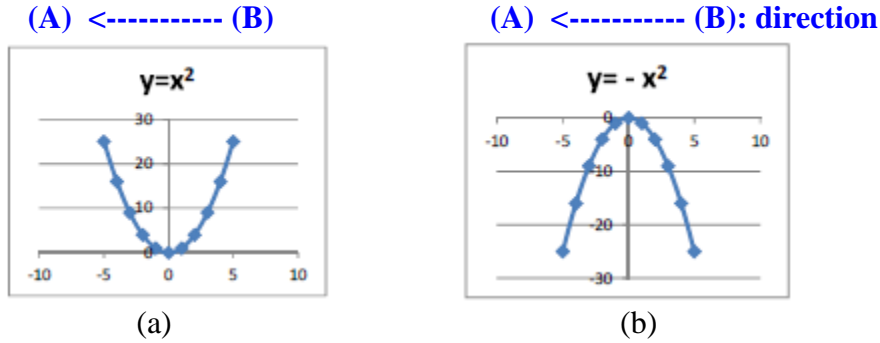 (A) <----------- (B)
(A) <----------- (B): direction
y=x²
30
20
10
0
-10 -5 0 5 10
(a)
y= - x²
0
-10 -5 0 5 10
-10
-20
-30
(b)